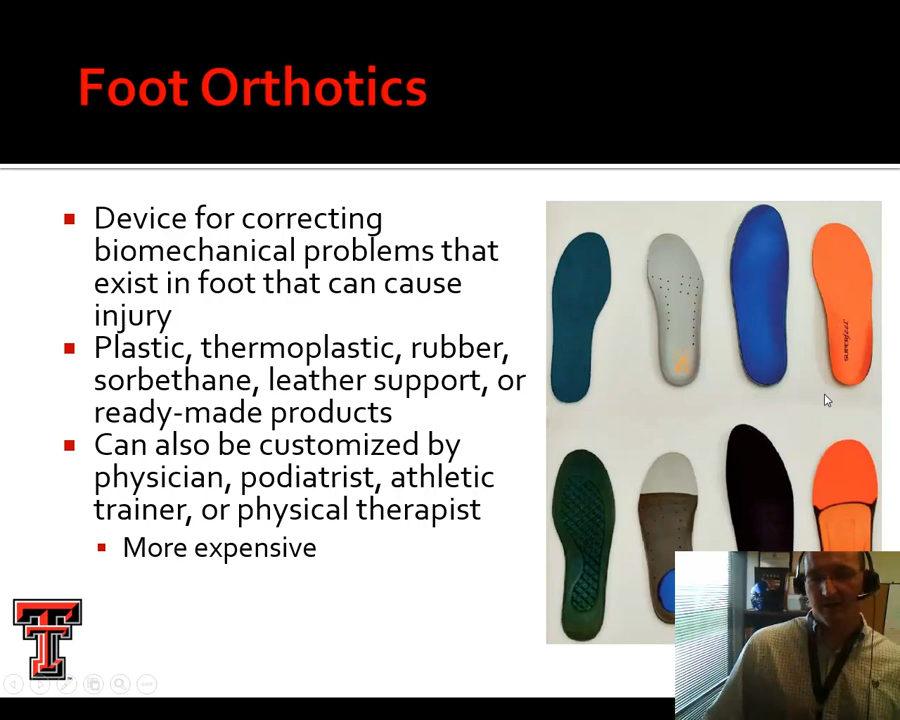 Foot Orthotics
Device for correcting
biomechanical problems that
exist in foot that can cause
injury
Plastic, thermoplastic, rubber,
sorbethane, leather support, or
ready-made products
Can also be customized by
physician, podiatrist, athletic
trainer, or physical therapist
More expensive